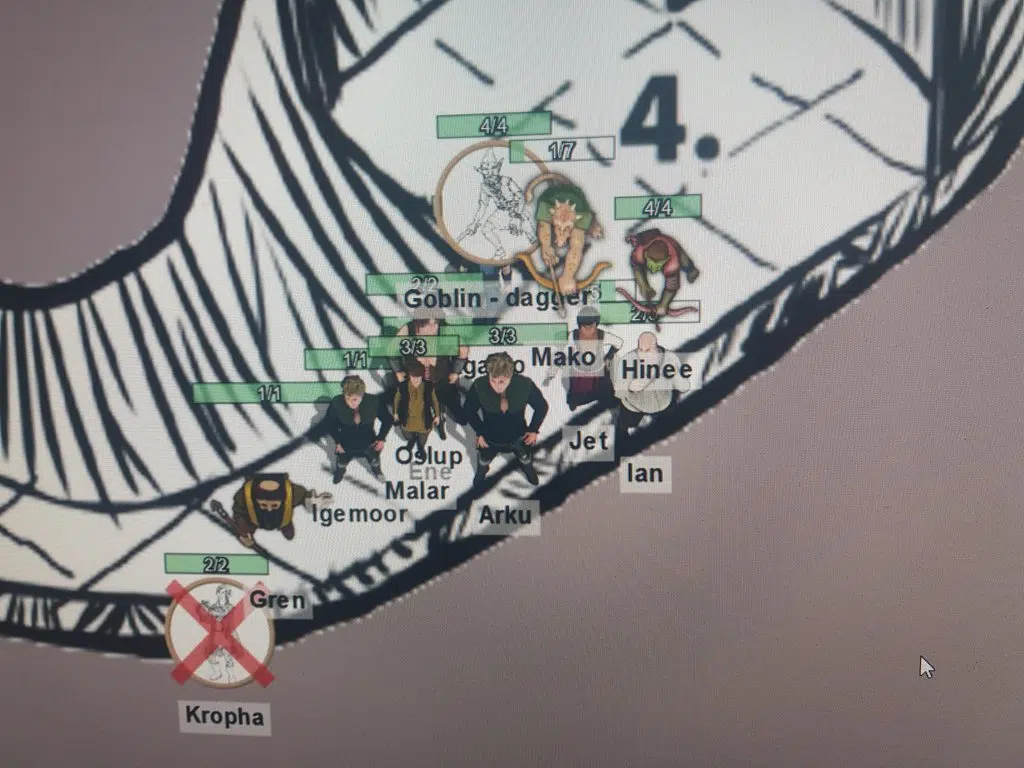 4.
4/4
1/7
4/4
2/2
Goblin - dagger
3/3
3/3
1/1
Mako
Hinee
1/1
Jet
Oslup
Ene
Ian
Malar
Igemoor
Arku
2/2
Gren
Kropha